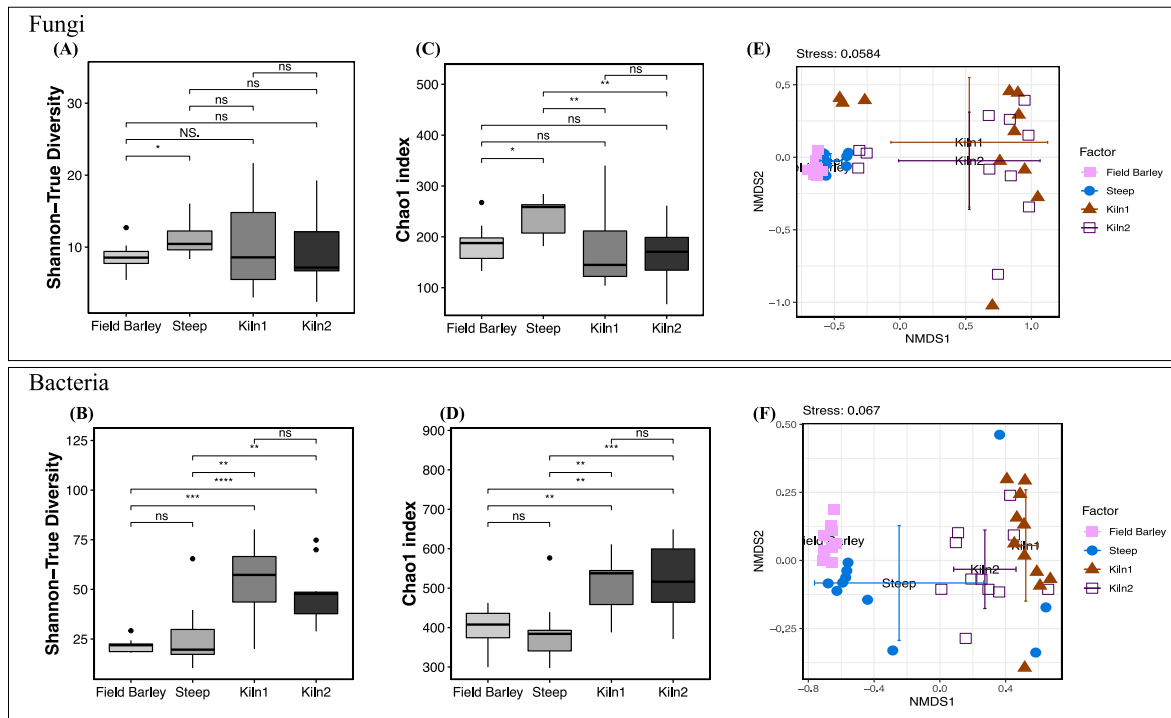 Fungi
(A)
Shannon−True Diversity
30
20
10
ns
ns
ns
ns
NS.
*
Field Barley Steep Kiln1 Kiln2
(C)
Chao1 index
500
400
300
200
100
ns
**
**
ns
ns
*
Field Barley Steep Kiln1 Kiln2
(E)
Stress: 0.0584
NMDS2
0.5
0.0
−0.5
−1.0
Kiln1
Kiln2
−0.5 0.0 0.5 1.0
NMDS1
Factor
Field Barley
Steep
Kiln1
Kiln2
Bacteria
(B)
Shannon−True Diversity
125
100
75
50
25
ns
**
**
****
***
ns
Field Barley Steep Kiln1 Kiln2
(D)
Chao1 index
900
800
700
600
500
400
300
ns
***
**
**
**
ns
Field Barley Steep Kiln1 Kiln2
(F)
Stress: 0.067
NMDS2
0.50
0.25
0.00
−0.25
Field Barley
Steep
Kiln2
Kiln1
−0.8 −0.4 0.0 0.4
NMDS1
Factor
Field Barley
Steep
Kiln1
Kiln2